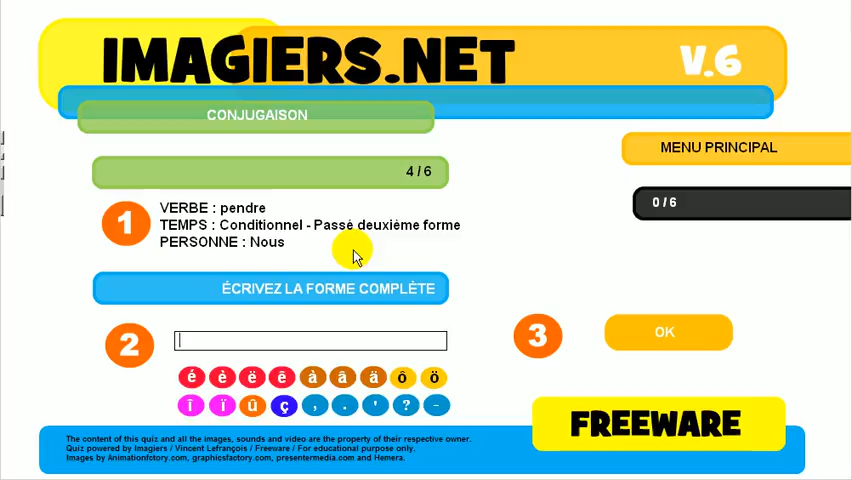 IMAGIERS.NET
V.6
CONJUGAISON
MENU PRINCIPAL
4 / 6
0 / 6
1
VERBE : pendre
TEMPS : Conditionnel - Passé deuxième forme
PERSONNE : Nous
ÉCRIVEZ LA FORME COMPLÈTE
2
3
OK
é è ë ê à â ä ô ö
î ï û ç , . ' ? -
FREEWARE
The content of this quiz and all the images, sounds and video are the property of their respective owner.
Quiz powered by Imagiers / Vincent Lefrançois / Freeware / For educational purpose only.
Images by Animationfctory.com, graphicsfactory.com, presentermedia.com and Hemera.